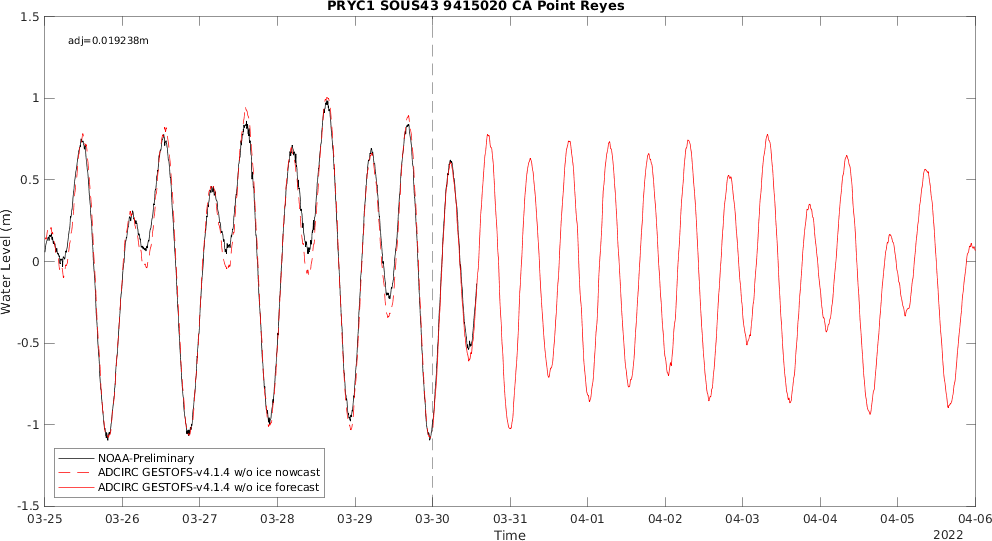 PRYC1 SOUS43 9415020 CA Point Reyes
adj=0.019238m
1.5
1
0.5
0
-0.5
-1
-1.5
Water Level (m)
NOAA-Preliminary
ADCIRC GESTOFS-v4.1.4 w/o ice nowcast
ADCIRC GESTOFS-v4.1.4 w/o ice forecast
03-25 03-26 03-27 03-28 03-29 03-30 03-31 04-01 04-02 04-03 04-04 04-05 04-06
Time
2022